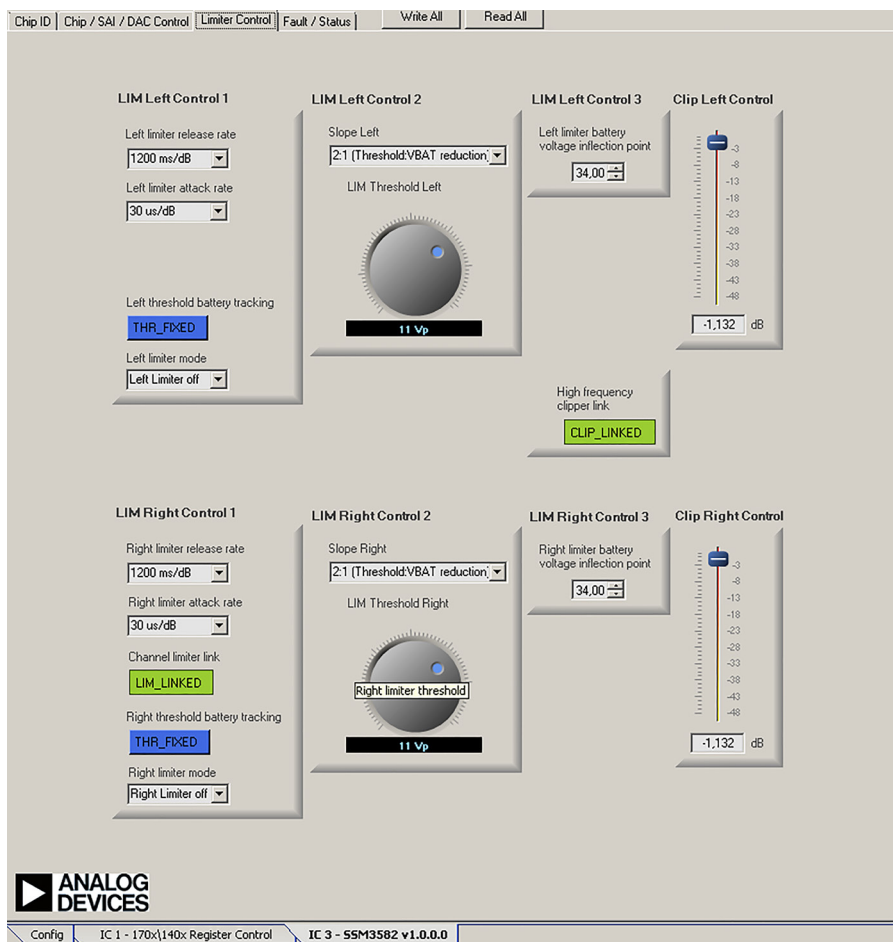 Chip ID Chip / SAI / DAC Control Limiter Control Fault / Status Write All Read All
LIM Left Control 1
Left limiter release rate
1200 ms/dB
Left limiter attack rate
30 us/dB
Left threshold battery tracking
THR_FIXED
Left limiter mode
Left Limiter off
LIM Left Control 2
Slope Left
2:1 (Threshold:VBAT reduction)
LIM Threshold Left
11 Vp
LIM Left Control 3
Left limiter battery
voltage inflection point
34,00
High frequency
clipper link
CLIP_LINKED
Clip Left Control
-3
-8
-13
-18
-23
-28
-33
-38
-43
-48
-1,132 dB
LIM Right Control 1
Right limiter release rate
1200 ms/dB
Right limiter attack rate
30 us/dB
Channel limiter link
LIM_LINKED
Right threshold battery tracking
THR_FIXED
Right limiter mode
Right Limiter off
LIM Right Control 2
Slope Right
2:1 (Threshold:VBAT reduction)
LIM Threshold Right
Right limiter threshold
11 Vp
LIM Right Control 3
Right limiter battery
voltage inflection point
34,00
Clip Right Control
-3
-8
-13
-18
-23
-28
-33
-38
-43
-48
-1,132 dB
ANALOG
DEVICES
Config IC 1 - 170x\140x Register Control IC 3 - SSM3582 v1.0.0.0